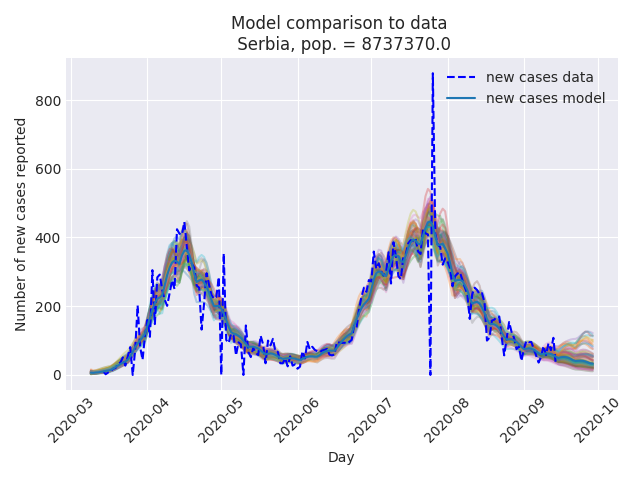 Model comparison to data
Serbia, pop. = 8737370.0
new cases data
new cases model
Number of new cases reported
800
600
400
200
0
2020-03
2020-04
2020-05
2020-06
2020-07
2020-08
2020-09
2020-10
Day